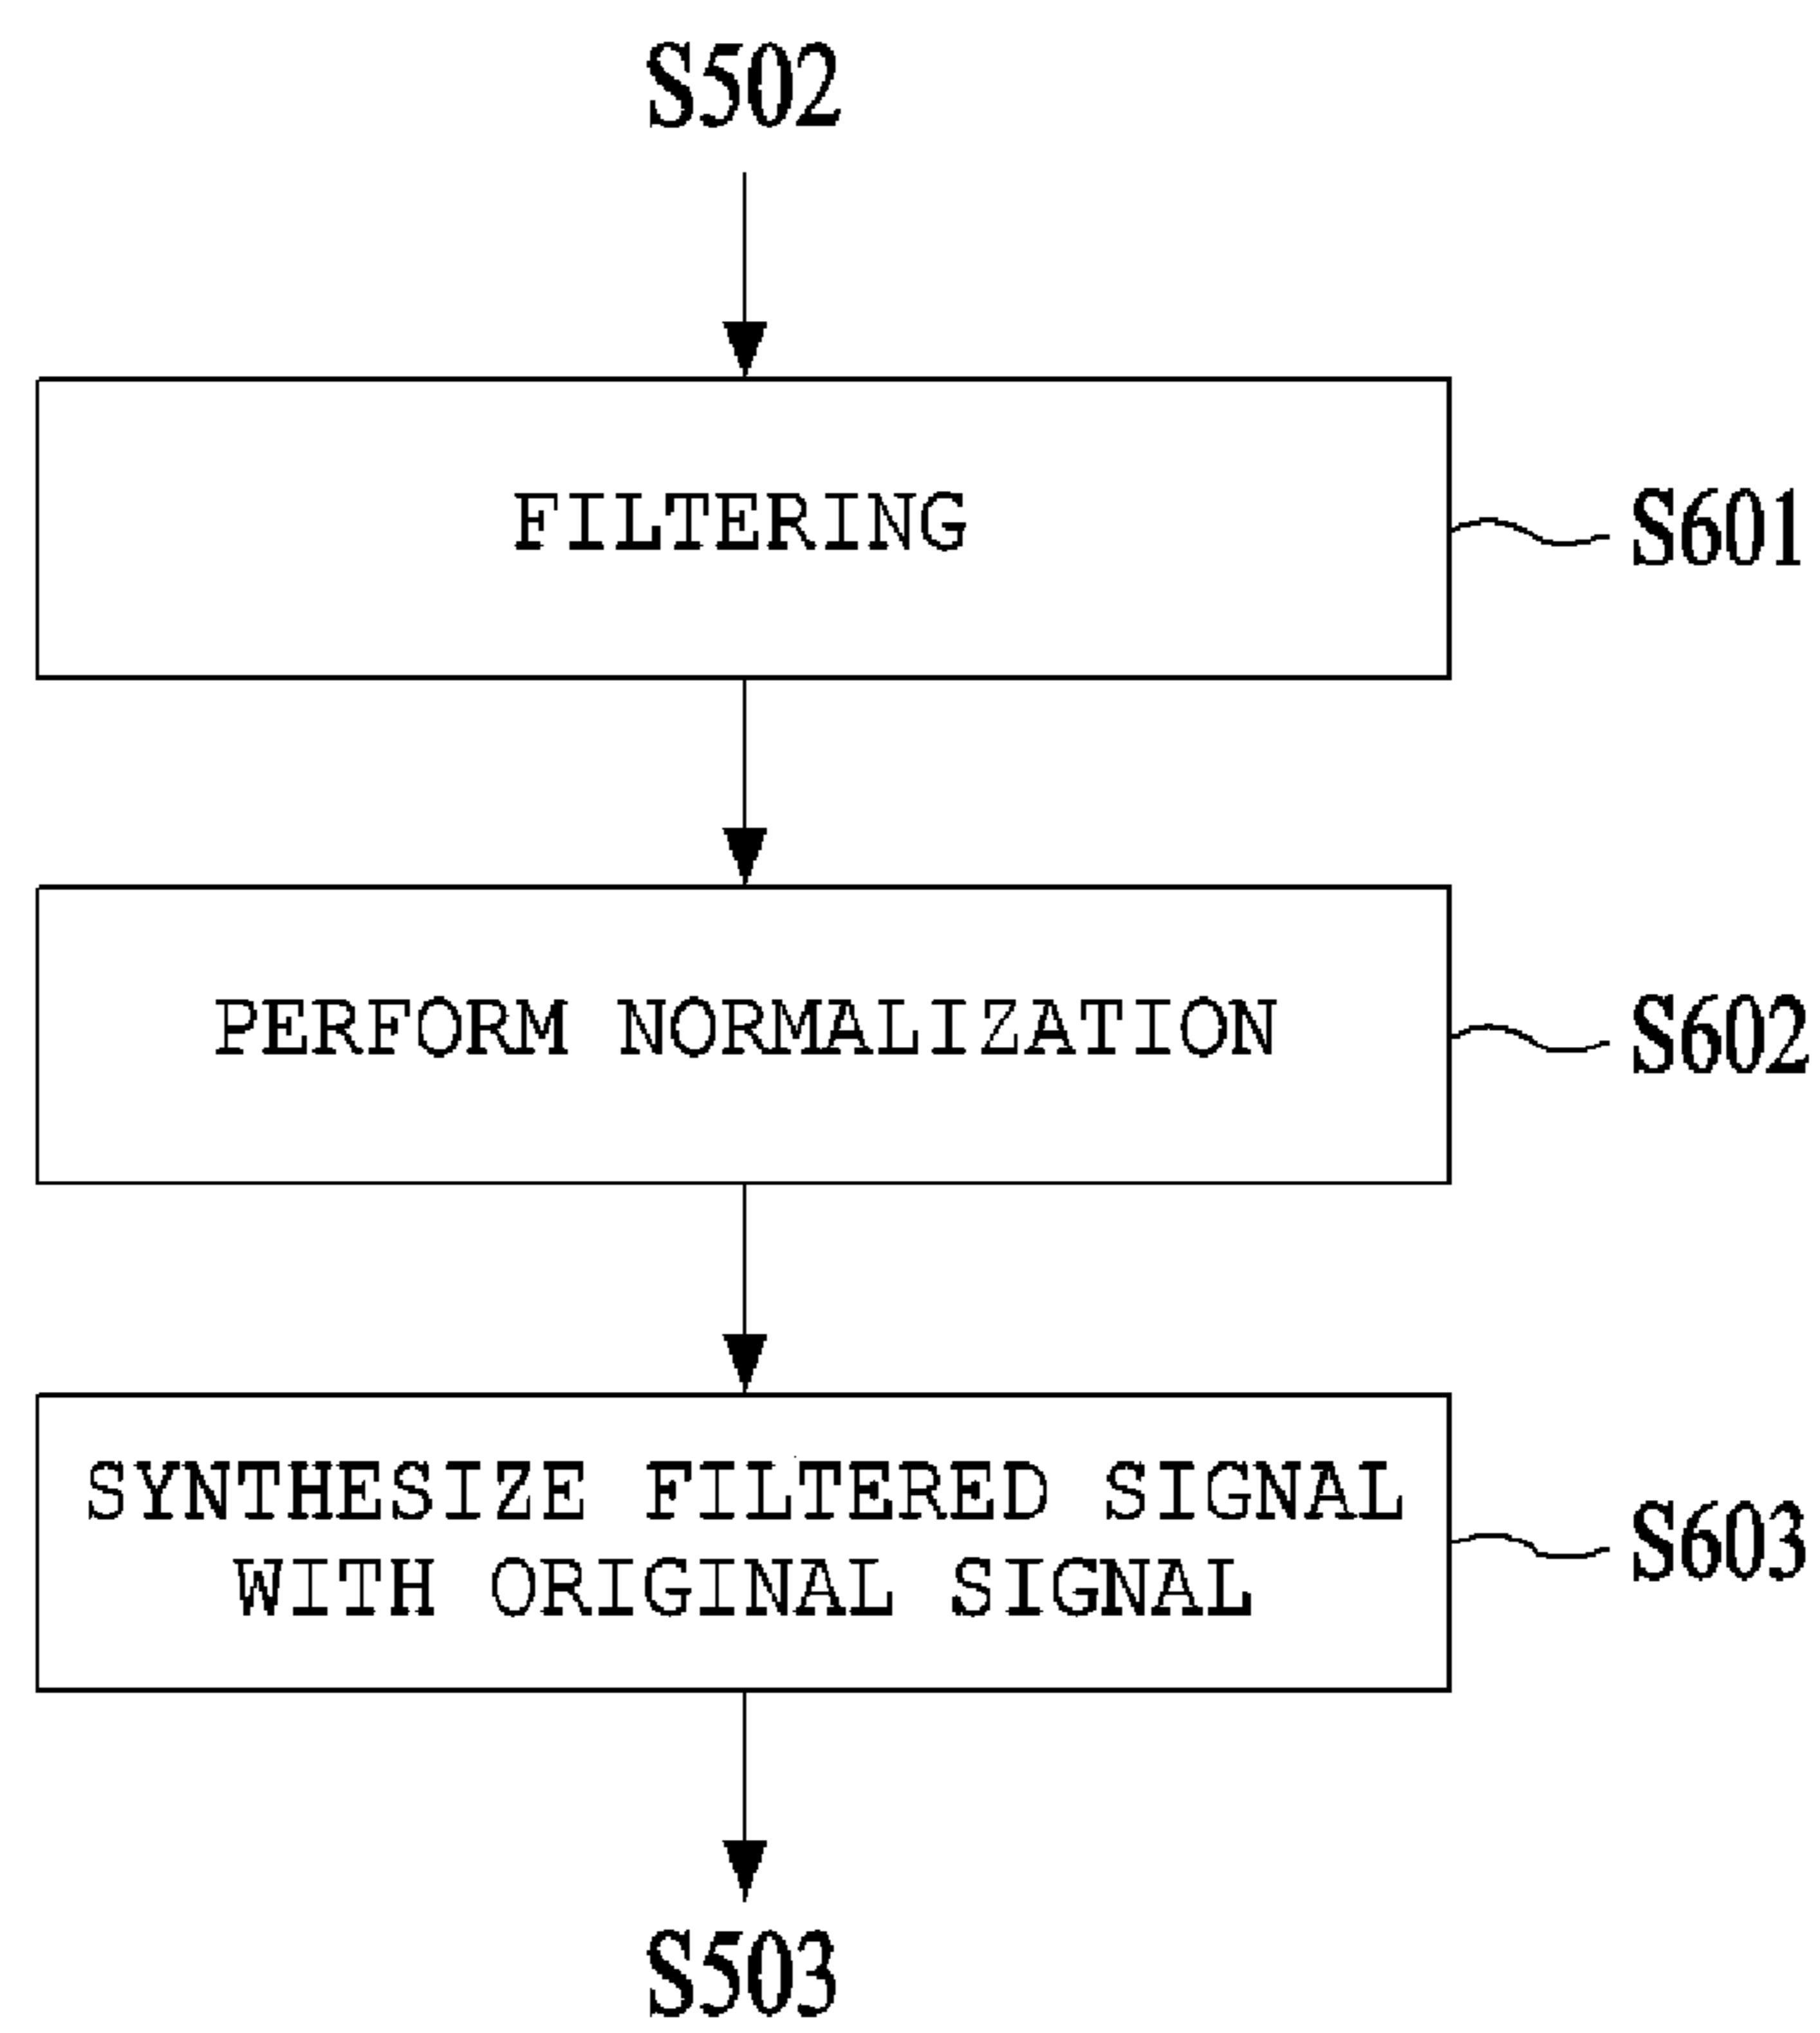 S502
FILTERING
S601
PERFORM NORMALIZATION
S602
SYNTHESIZE FILTERED SIGNAL
WITH ORIGINAL SIGNAL
S603
S503